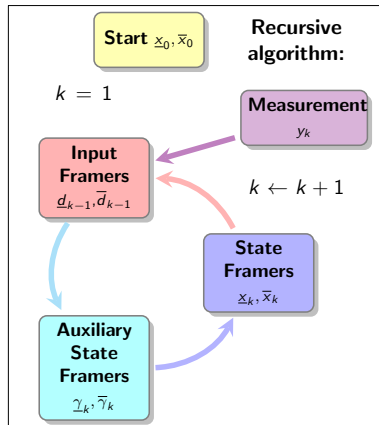 Start x̲₀, x̅₀
Recursive
algorithm:
k = 1
Measurement
yₖ
Input
Framers
d̲ₖ₋₁, d̅ₖ₋₁
k ← k + 1
State
Framers
x̲ₖ, x̅ₖ
Auxiliary
State
Framers
γ̲ₖ, γ̅ₖ